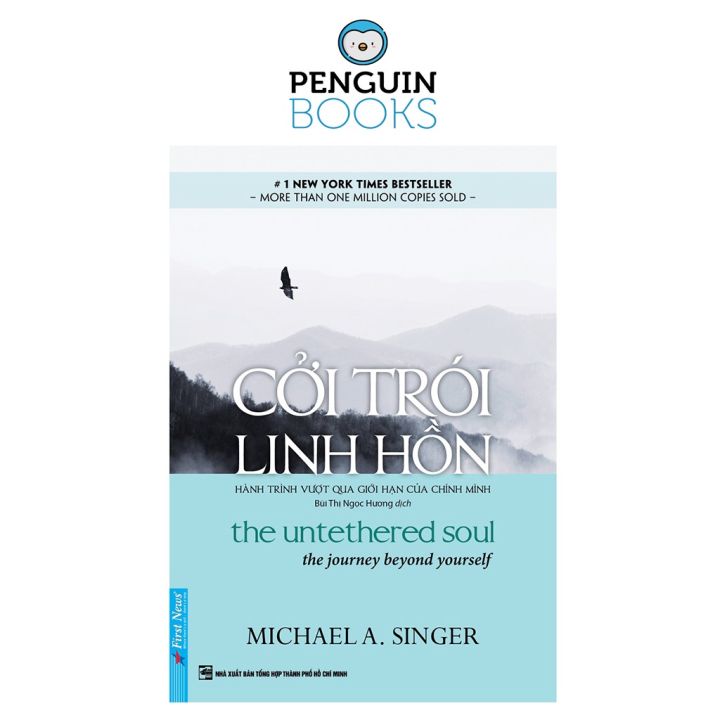 PENGUIN
BOOKS
# 1 NEW YORK TIMES BESTSELLER
– MORE THAN ONE MILLION COPIES SOLD –
CỞI TRÓI
LINH HỒN
HÀNH TRÌNH VƯỢT QUA GIỚI HẠN CỦA CHÍNH MÌNH
Bùi Thị Ngọc Hương dịch
the untethered soul
the journey beyond yourself
First News
MICHAEL A. SINGER
NHÀ XUẤT BẢN TỔNG HỢP THÀNH PHỐ HỒ CHÍ MINH